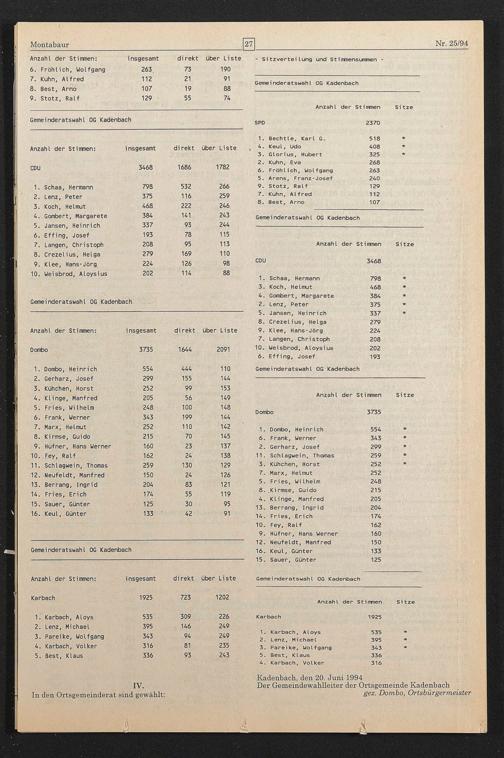 Montabaur
27
Nr. 25/94
Anzahl der Stimmen: insgesamt direkt über Liste
6. Fröhlich, Wolfgang 263 73 190
7. Kuhn, Alfred 112 21 91
8. Best, Arno 107 19 88
9. Stotz, Ralf 129 55 74
Gemeinderatswahl OG Kadenbach
Anzahl der Stimmen: insgesamt direkt über Liste
CDU 3468 1686 1782
1. Schaa, Hermann 798 532 266
2. Lenz, Peter 375 116 259
3. Koch, Helmut 468 222 246
4. Gombert, Margarete 384 141 243
5. Jansen, Heinrich 337 93 244
6. Effing, Josef 193 78 115
7. Langen, Christoph 208 95 113
8. Crezelius, Helga 279 169 110
9. Klee, Hans-Jörg 224 126 98
10. Weisbrod, Aloysius 202 114 88
Gemeinderatswahl OG Kadenbach
Anzahl der Stimmen: insgesamt direkt über Liste
Dombo 3735 1644 2091
1. Dombo, Heinrich 554 444 110
2. Gerharz, Josef 299 155 144
3. Kühchen, Horst 252 99 153
4. Klinge, Manfred 205 56 149
5. Fries, Wilhelm 248 100 148
6. Frank, Werner 343 199 144
7. Marx, Helmut 252 110 142
8. Kirmse, Guido 215 70 145
9. Hüfner, Hans Werner 160 23 137
10. Fey, Ralf 162 24 138
11. Schlagwein, Thomas 259 130 129
12. Neufeldt, Manfred 150 24 126
13. Berrang, Ingrid 204 83 121
14. Fries, Erich 174 55 119
15. Sauer, Günter 125 30 95
16. Keul, Günter 133 42 91
Gemeinderatswahl OG Kadenbach
Anzahl der Stimmen: insgesamt direkt über Liste
Karbach 1925 723 1202
1. Karbach, Aloys 535 309 226
2. Lenz, Michael 395 146 249
3. Pareike, Wolfgang 343 94 249
4. Karbach, Volker 316 81 235
5. Best, Klaus 336 93 243
IV.
In den Ortsgemeinderat sind gewählt:
- Sitzverteilung und Stimmensummen -
Gemeinderatswahl OG Kadenbach
Anzahl der Stimmen Sitze
SPD 2370
1. Bechtle, Karl G. 518 *
4. Keul, Udo 408 *
3. Glorius, Hubert 325 *
2. Kuhn, Eva 268
6. Fröhlich, Wolfgang 263
5. Arens, Franz-Josef 240
9. Stotz, Ralf 129
7. Kuhn, Alfred 112
8. Best, Arno 107
Gemeinderatswahl OG Kadenbach
Anzahl der Stimmen Sitze
CDU 3468
1. Schaa, Hermann 798 *
3. Koch, Helmut 468 *
4. Gombert, Margarete 384 *
2. Lenz, Peter 375 *
5. Jansen, Heinrich 337 *
8. Crezelius, Helga 279
9. Klee, Hans-Jörg 224
7. Langen, Christoph 208
10. Weisbrod, Aloysius 202
6. Effing, Josef 193
Gemeinderatswahl OG Kadenbach
Anzahl der Stimmen Sitze
Dombo 3735
1. Dombo, Heinrich 554 *
6. Frank, Werner 343 *
2. Gerharz, Josef 299 *
11. Schlagwein, Thomas 259 *
3. Kühchen, Horst 252 *
7. Marx, Helmut 252
5. Fries, Wilhelm 248
8. Kirmse, Guido 215
4. Klinge, Manfred 205
13. Berrang, Ingrid 204
14. Fries, Erich 174
10. Fey, Ralf 162
9. Hüfner, Hans Werner 160
12. Neufeldt, Manfred 150
16. Keul, Günter 133
15. Sauer, Günter 125
Gemeinderatswahl OG Kadenbach
Anzahl der Stimmen Sitze
Karbach 1925
1. Karbach, Aloys 535 *
2. Lenz, Michael 395 *
3. Pareike, Wolfgang 343 *
5. Best, Klaus 336
4. Karbach, Volker 316
Kadenbach, den 20. Juni 1994
Der Gemeindewahlleiter der Ortsgemeinde Kadenbach
gez. Dombo, Ortsbürgermeister